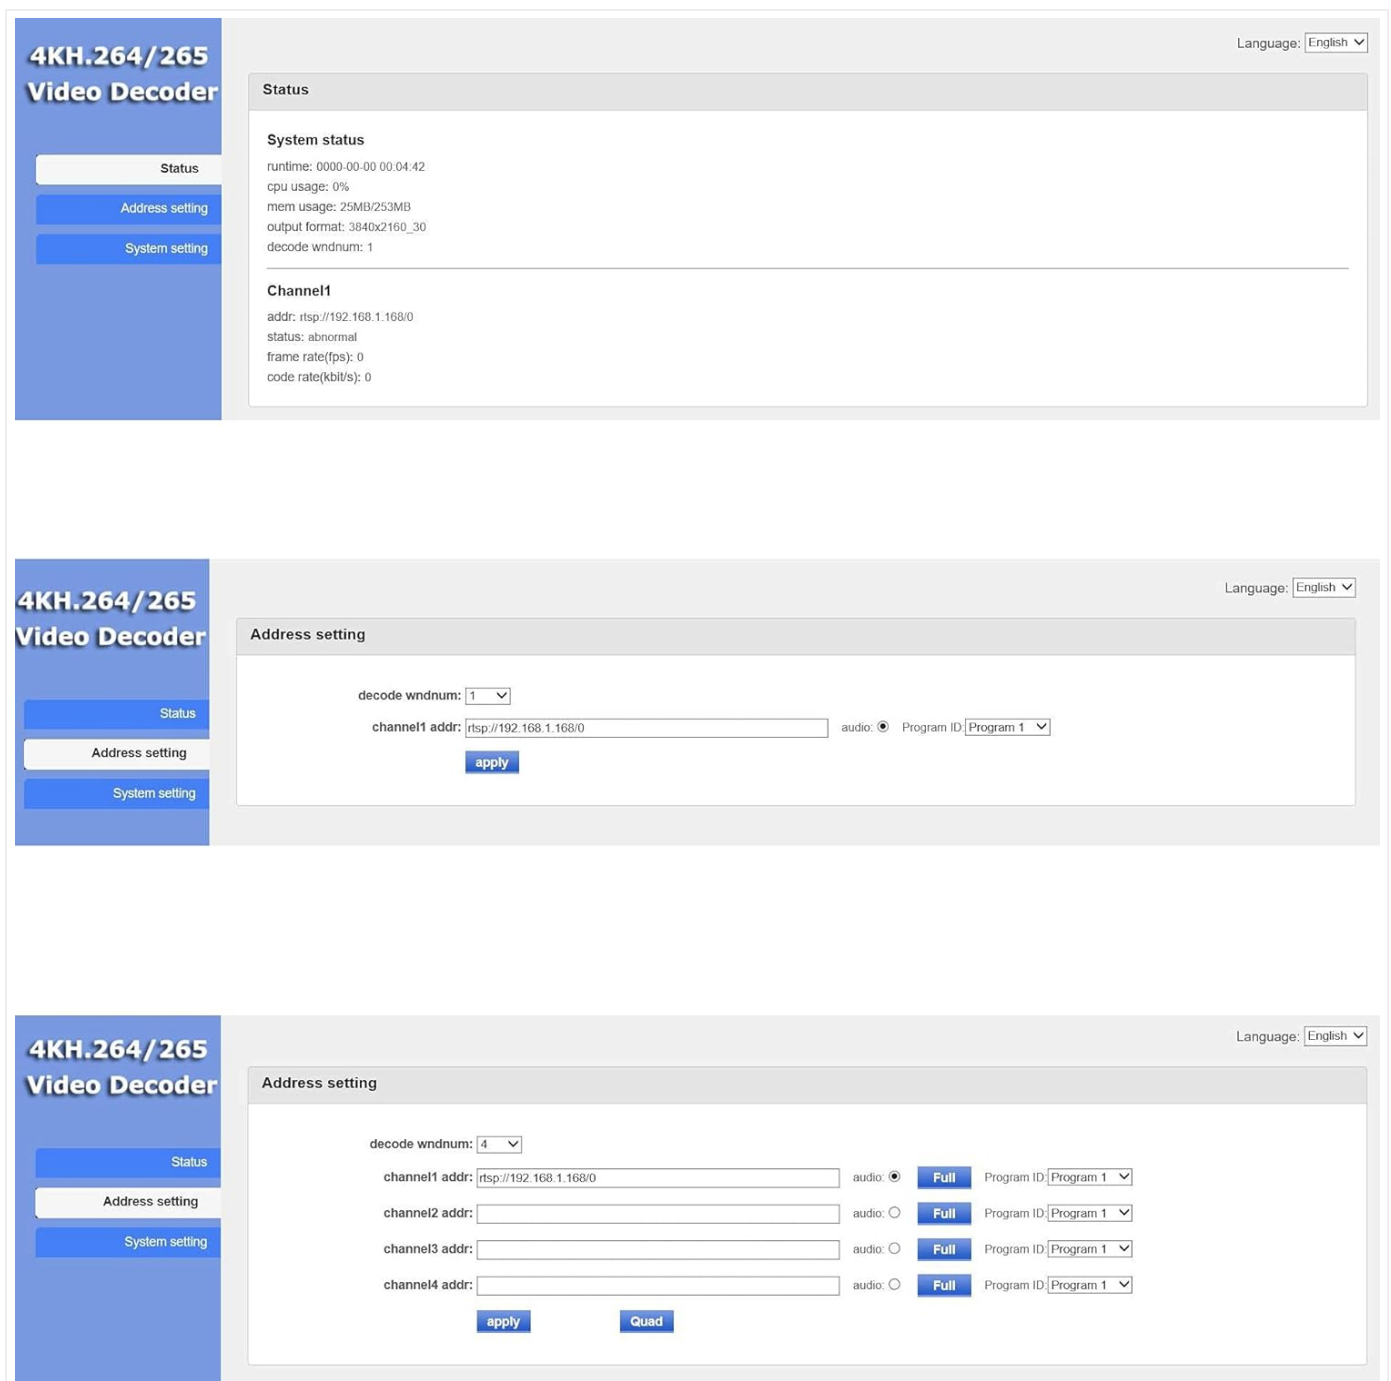 4KH.264/265
Video Decoder
Language: English
Status
System status
runtime: 0000-00-00 00:04:42
cpu usage: 0%
mem usage: 25MB/253MB
output format: 3840x2160_30
decode wndnum: 1
Channel1
addr: rtsp://192.168.1.168/0
status: abnormal
frame rate(fps): 0
code rate(kbit/s): 0
Status
Address setting
System setting
4KH.264/265
Video Decoder
Language: English
Address setting
decode wndnum: 1
channel1 addr: rtsp://192.168.1.168/0 audio: Program ID: Program 1
apply
Status
Address setting
System setting
4KH.264/265
Video Decoder
Language: English
Address setting
decode wndnum: 4
channel1 addr: rtsp://192.168.1.168/0 audio: Full Program ID: Program 1
channel2 addr: audio: Full Program ID: Program 1
channel3 addr: audio: Full Program ID: Program 1
channel4 addr: audio: Full Program ID: Program 1
apply Quad
Status
Address setting
System setting